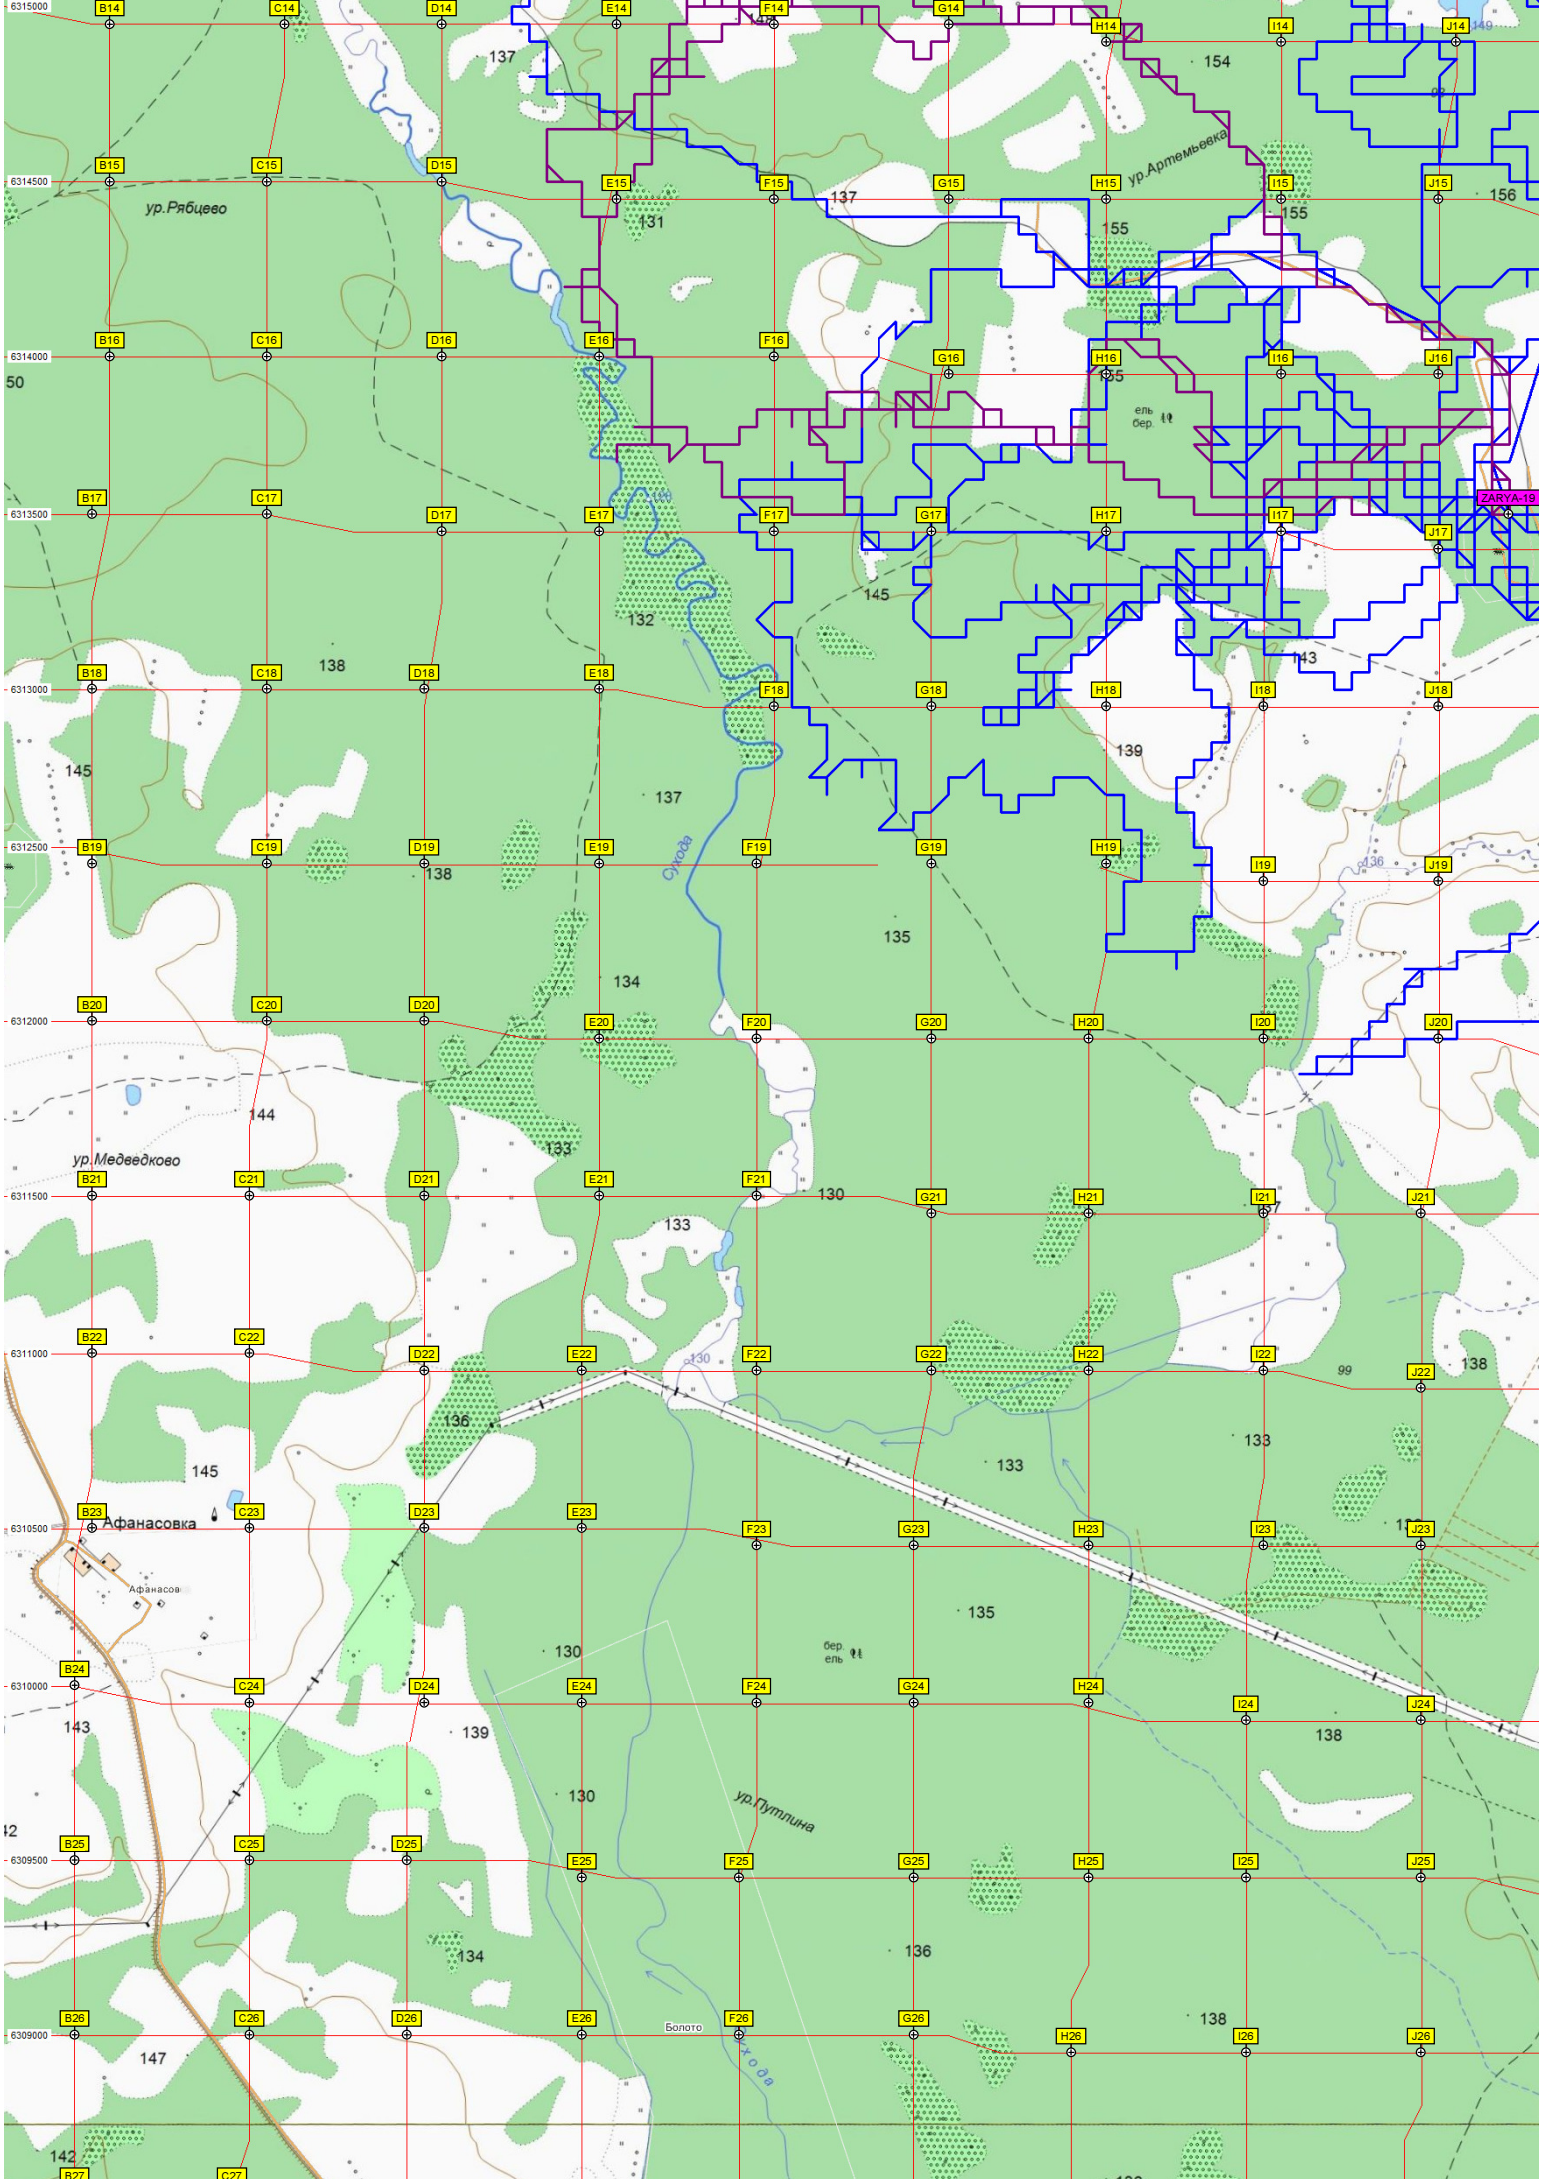 6315000 B14 C14 D14 E14 F14 G14 H14 I14 J14
148
149
137
154
99
ур.Артемьевка
B15 C15 D15 E15 F15 G15 H15 I15 J15
6314500
ур.Рябцево
131
137
155
155
156
B16 C16 D16 E16 F16 G16 H16 I16 J16
6314000
50
155
ель
бер.
B17 C17 D17 E17 F17 G17 H17 I17 J17
ZARYA-19
6313500
145
132
138
143
B18 C18 D18 E18 F18 G18 H18 I18 J18
6313000
139
145
137
B19 C19 D19 E19 F19 G19 H19 I19 J19
6312500
Сухода
136
138
135
134
B20 C20 D20 E20 F20 G20 H20 I20 J20
6312000
144
133
ур.Медведково
B21 C21 D21 E21 F21 G21 H21 I21 J21
6311500
130
137
133
B22 C22 D22 E22 F22 G22 H22 I22 J22
6311000
130
99
138
136
133
145
133
B23 C23 D23 E23 F23 G23 H23 I23 J23
6310500
Афанасовка
Афанасов
135
130
бер.
ель
B24 C24 D24 E24 F24 G24 H24 I24 J24
6310000
143
139
138
130
ур.Путлина
42
B25 C25 D25 E25 F25 G25 H25 I25 J25
6309500
136
134
138
B26 C26 D26 E26 F26 G26 H26 I26 J26
6309000
Болото
147
142
B27 C27